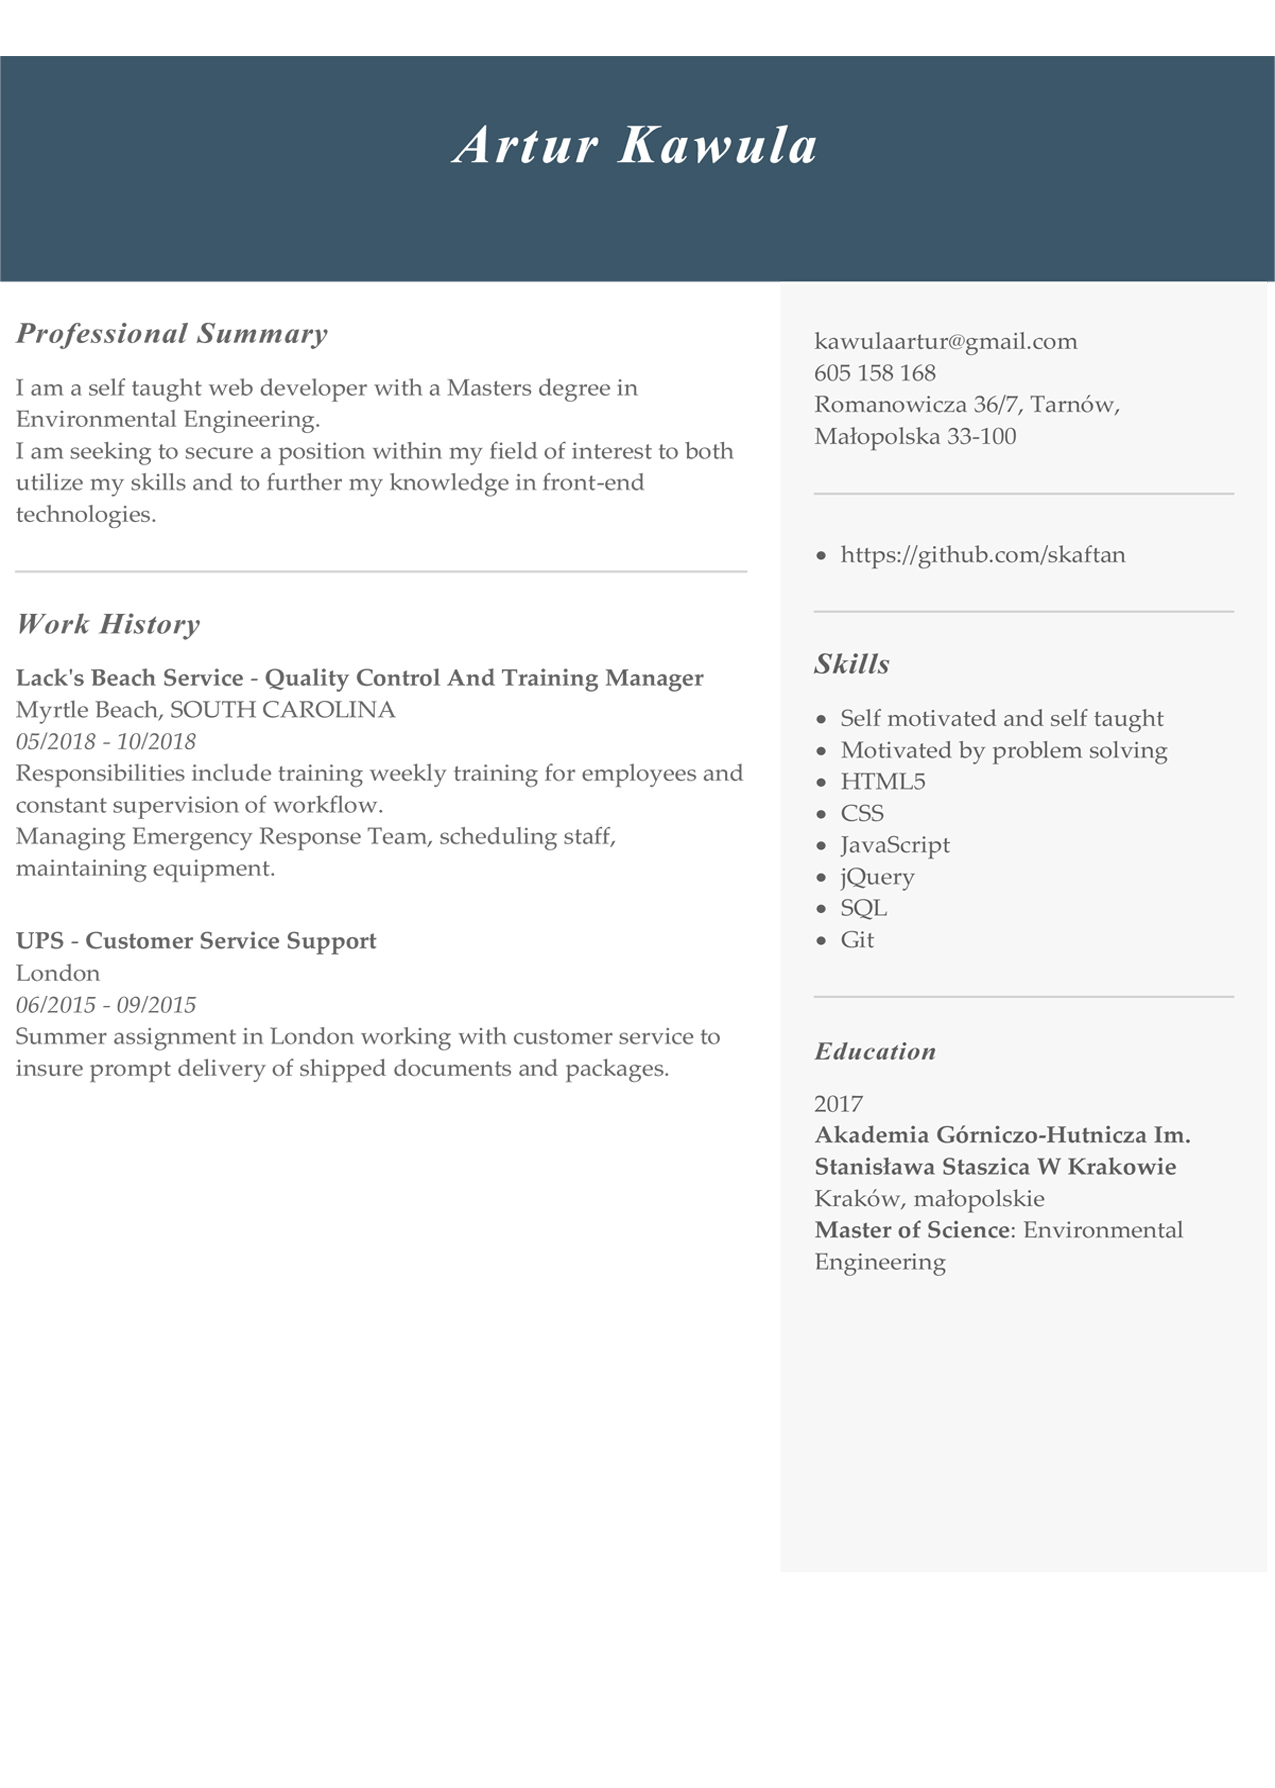 Artur Kawula
Professional Summary
I am a self taught web developer with a Masters degree in
Environmental Engineering.
I am seeking to secure a position within my field of interest to both
utilize my skills and to further my knowledge in front-end
technologies.
Work History
Lack's Beach Service - Quality Control And Training Manager
Myrtle Beach, SOUTH CAROLINA
05/2018 - 10/2018
Responsibilities include training weekly training for employees and
constant supervision of workflow.
Managing Emergency Response Team, scheduling staff,
maintaining equipment.
UPS - Customer Service Support
London
06/2015 - 09/2015
Summer assignment in London working with customer service to
insure prompt delivery of shipped documents and packages.
kawulaartur@gmail.com
605 158 168
Romanowicza 36/7, Tarnów,
Małopolska 33-100
• https://github.com/skaftan
Skills
• Self motivated and self taught
• Motivated by problem solving
• HTML5
• CSS
• JavaScript
• jQuery
• SQL
• Git
Education
2017
Akademia Górniczo-Hutnicza Im.
Stanisława Staszica W Krakowie
Kraków, małopolskie
Master of Science: Environmental
Engineering